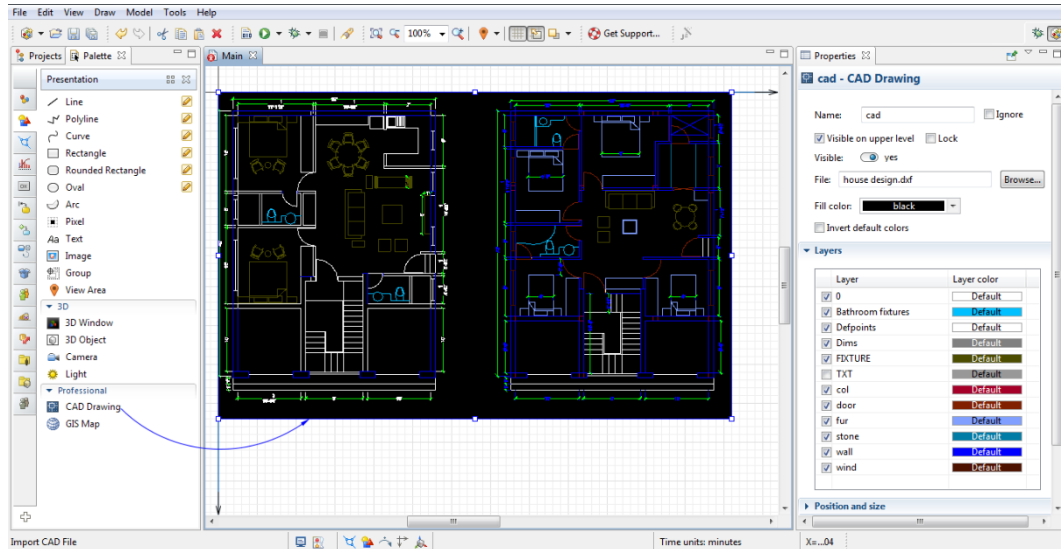 File Edit View Draw Model Tools Help
100% Get Support...
Projects Palette
Main
Properties
Presentation
Line
Polyline
Curve
Rectangle
Rounded Rectangle
Oval
Arc
Pixel
Aa Text
Image
Group
View Area
3D
3D Window
3D Object
Camera
Light
Professional
CAD Drawing
GIS Map
cad - CAD Drawing
Name: cad Ignore
Visible on upper level Lock
Visible: yes
File: house design.dxf Browse...
Fill color: black
Invert default colors
Layers
Layer Layer color
0 Default
Bathroom fixtures Default
Defpoints Default
Dims Default
FIXTURE Default
TXT Default
col Default
door Default
fur Default
stone Default
wall Default
wind Default
Position and size
Import CAD File
Time units: minutes
X=...04